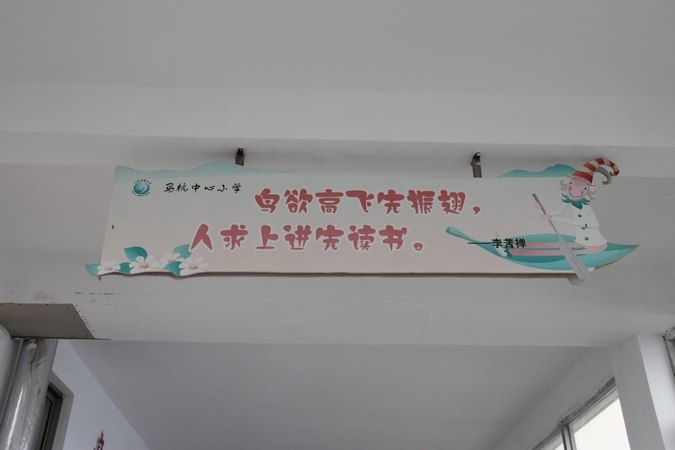 马杭中心小学
鸟欲高飞先振翅，
人求上进先读书。
——李苦禅